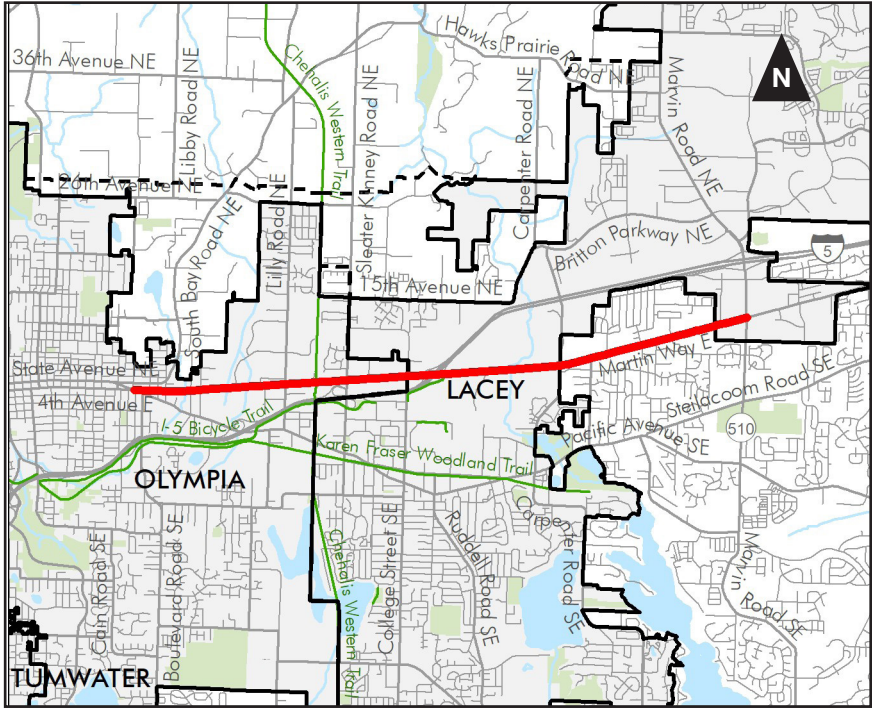 Hawks Prairie Road NE
N
36th Avenue NE
Libby Road NE
Chehalis Western Trail
Sleater Kinney Road NE
Carpenter Road NE
Marvin Road NE
26th Avenue NE
South Bay Road NE
Lilly Road NE
Britton Parkway NE
5
15th Avenue NE
State Avenue NE
Martin Way E
LACEY
4th Avenue E
Steilacoom Road SE
I-5 Bicycle Trail
510
Pacific Avenue SE
Karen Fraser Woodland Trail
OLYMPIA
Carpenter Road SE
Cain Road SE
Boulevard Road SE
Chehalis Western Trail
College Street SE
Ruddell Road SE
Marvin Road SE
TUMWATER